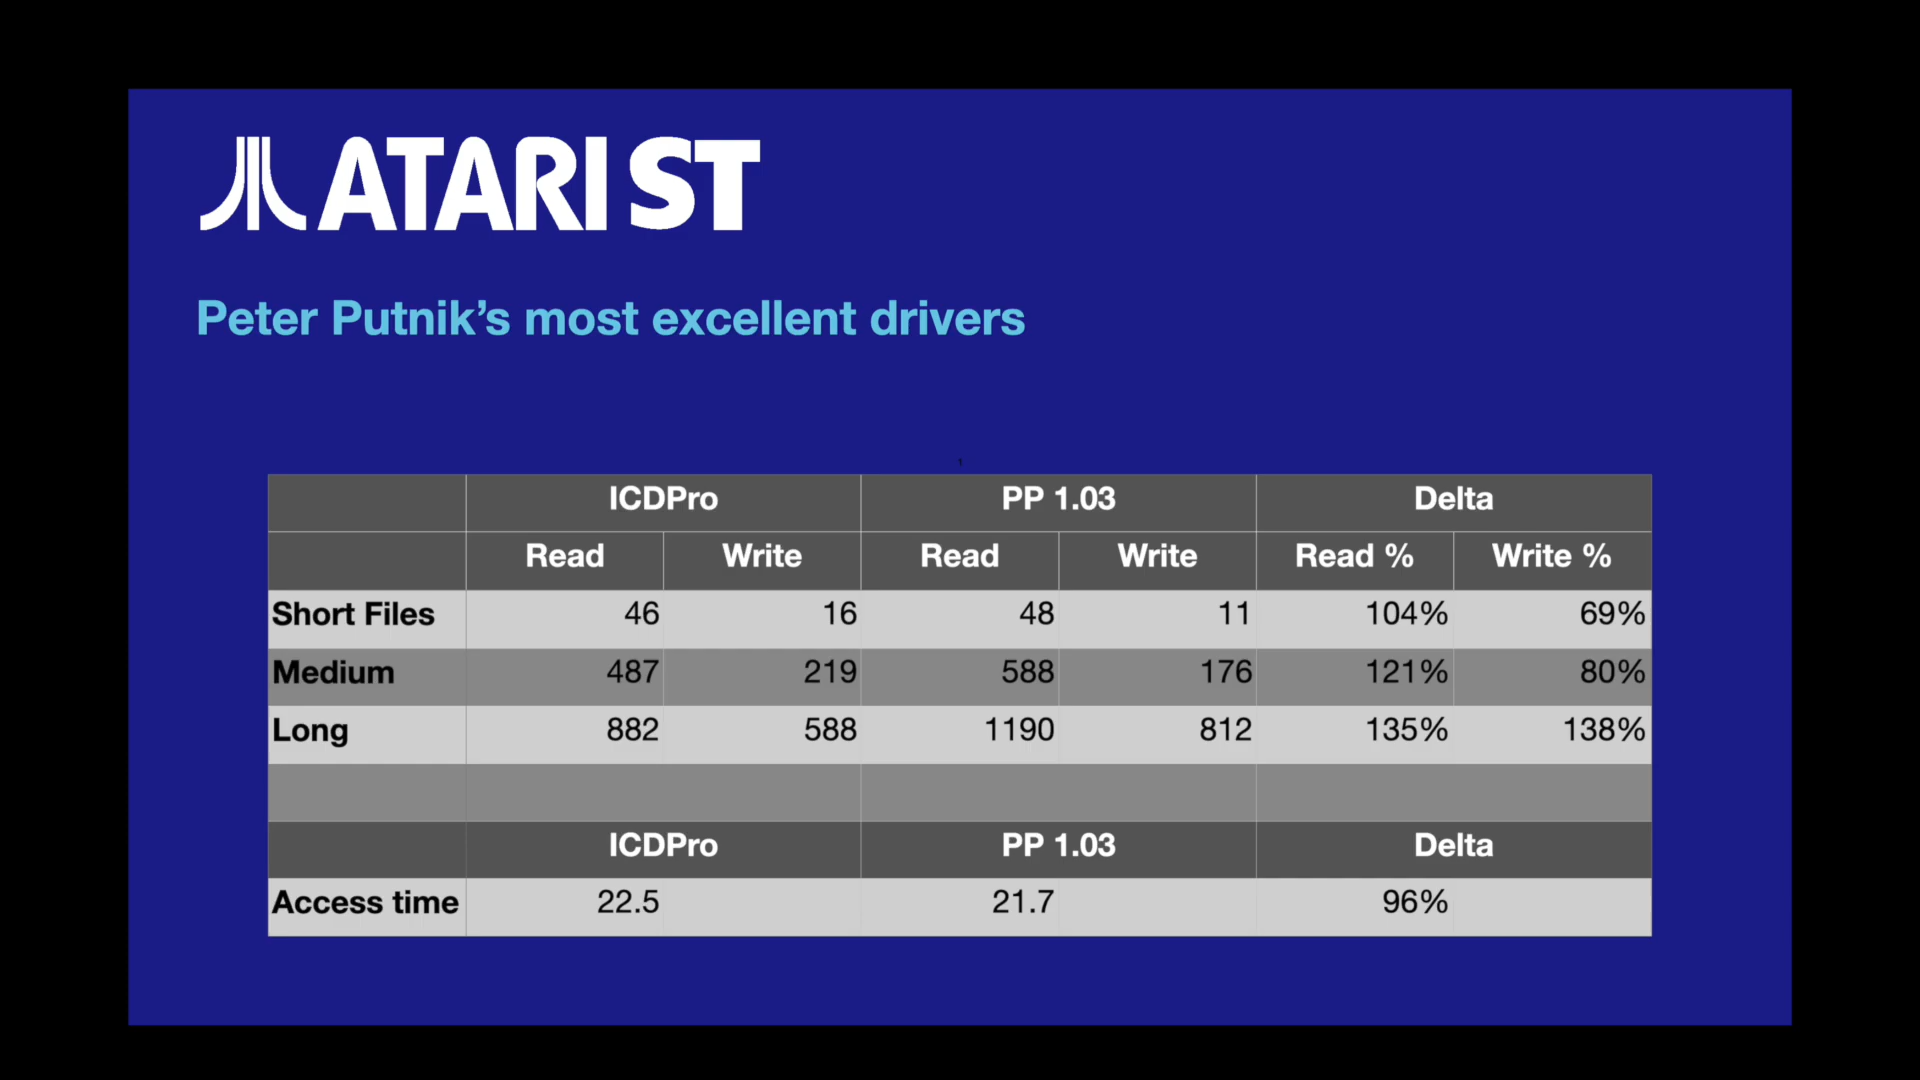 ATARI ST
Peter Putnik’s most excellent drivers
1
ICDPro PP 1.03 Delta
Read Write Read Write Read % Write %
Short Files 46 16 48 11 104% 69%
Medium 487 219 588 176 121% 80%
Long 882 588 1190 812 135% 138%
ICDPro PP 1.03 Delta
Access time 22.5 21.7 96%